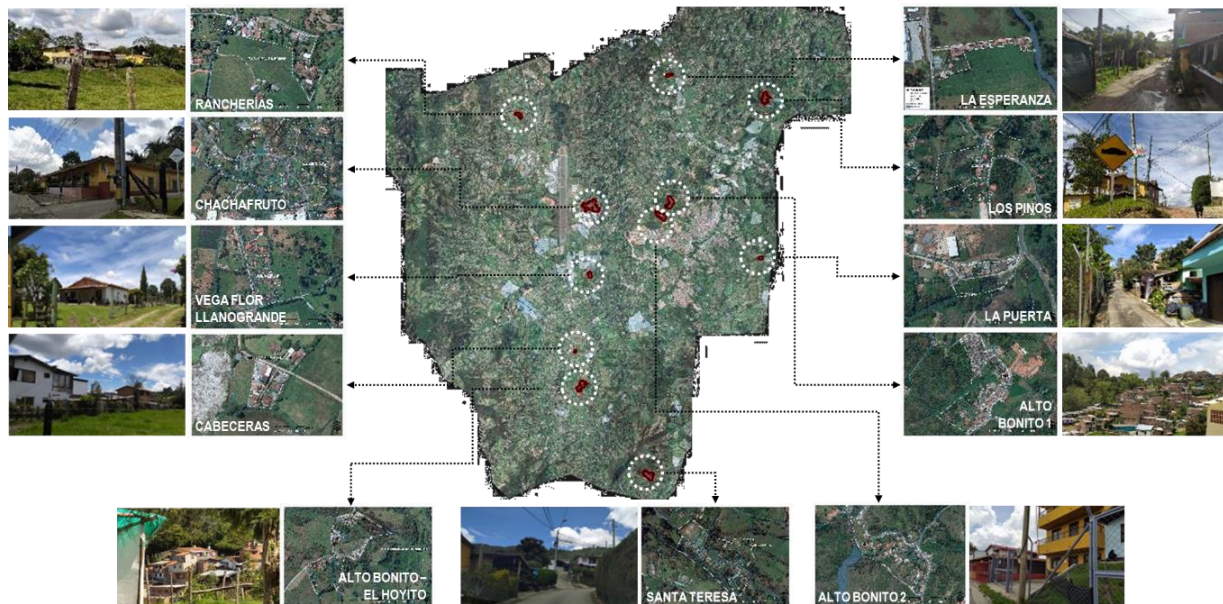 RANCHERÍAS
CHACHAFRUTO
VEGA FLOR
LLANOGRANDE
CABECERAS
LA ESPERANZA
LOS PINOS
LA PUERTA
ALTO
BONITO 1
ALTO BONITO –
EL HOYITO
SANTA TERESA
ALTO BONITO 2